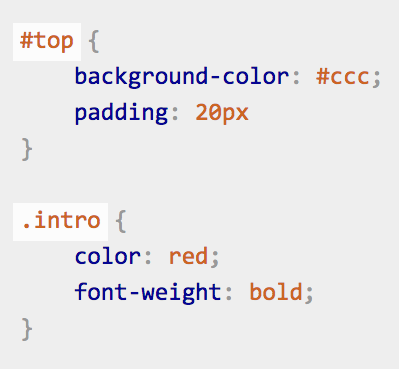 #top {
    background-color: #ccc;
    padding: 20px
}
.intro {
    color: red;
    font-weight: bold;
}